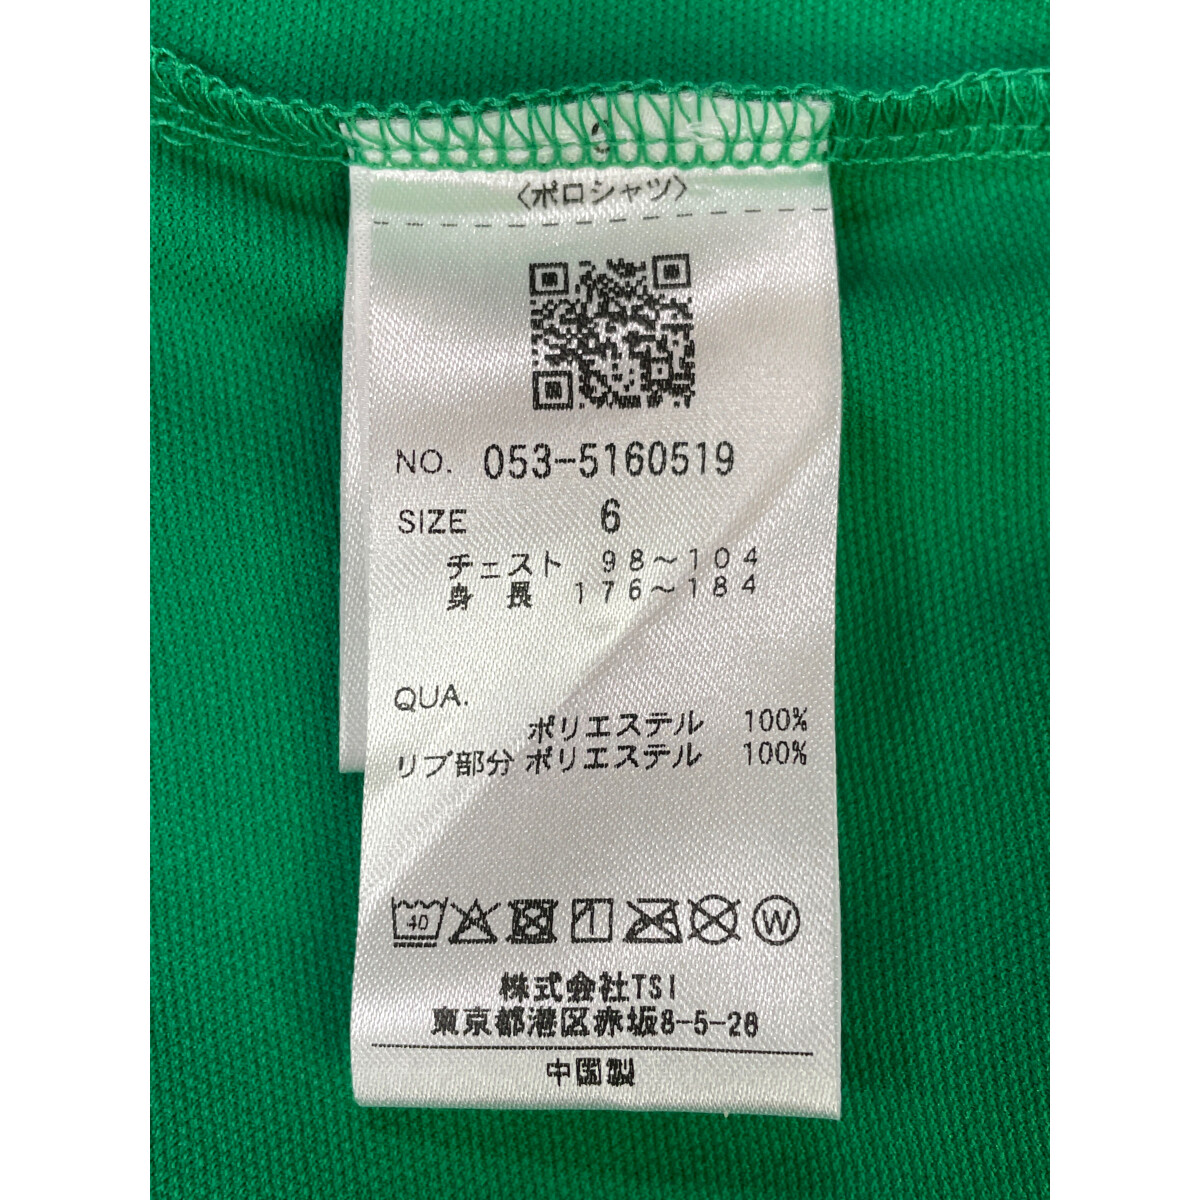 〈ポロシャツ〉
NO. 053-5160519
SIZE 6
チェスト 98～104
身長 176～184
QUA.
ポリエステル 100%
リブ部分 ポリエステル 100%
40 1 W
株式会社TSI
東京都港区赤坂8-5-28
中国製